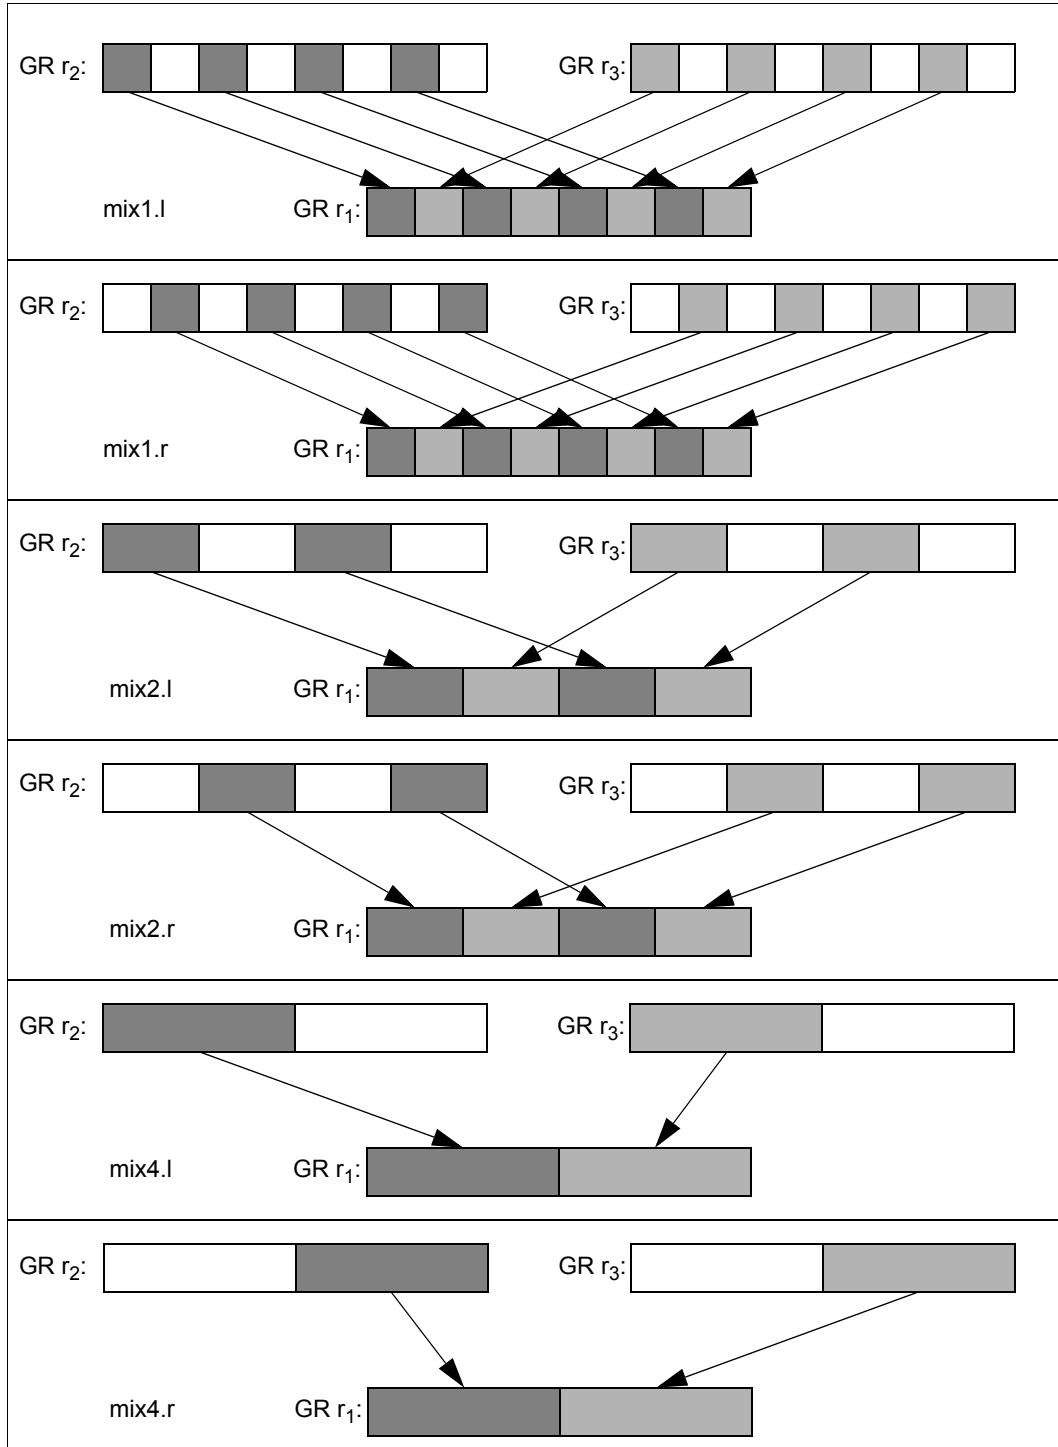 GR r2: GR r3:
mix1.l GR r1:
GR r2: GR r3:
mix1.r GR r1:
GR r2: GR r3:
mix2.l GR r1:
GR r2: GR r3:
mix2.r GR r1:
GR r2: GR r3:
mix4.l GR r1:
GR r2: GR r3:
mix4.r GR r1: